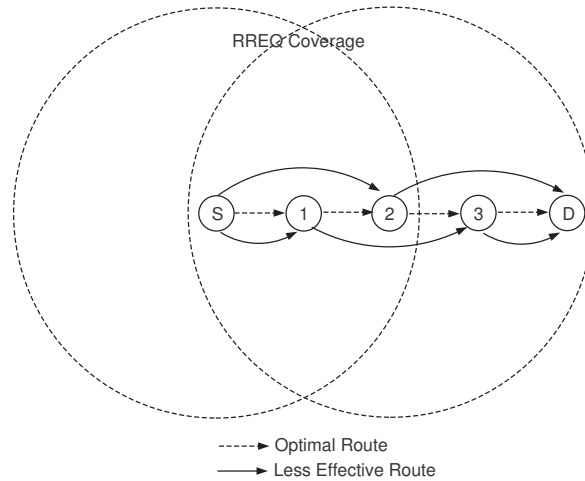 RREQ Coverage
S 1 2 3 D
Optimal Route
Less Effective Route